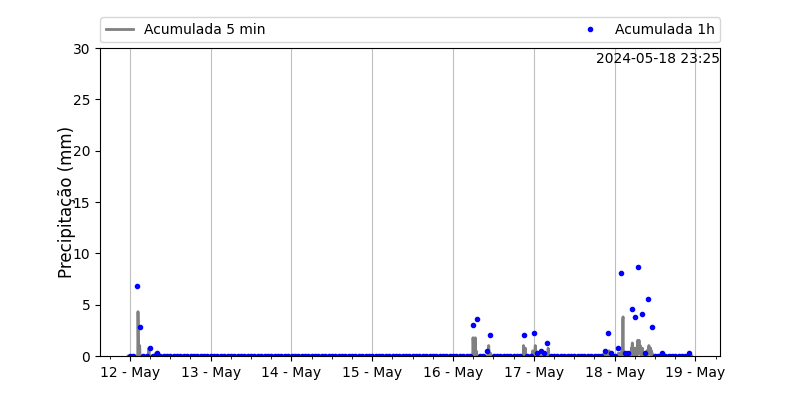 Acumulada 5 min Acumulada 1h
2024-05-18 23:25
Precipitação (mm)
30
25
20
15
10
5
0
12 - May 13 - May 14 - May 15 - May 16 - May 17 - May 18 - May 19 - May